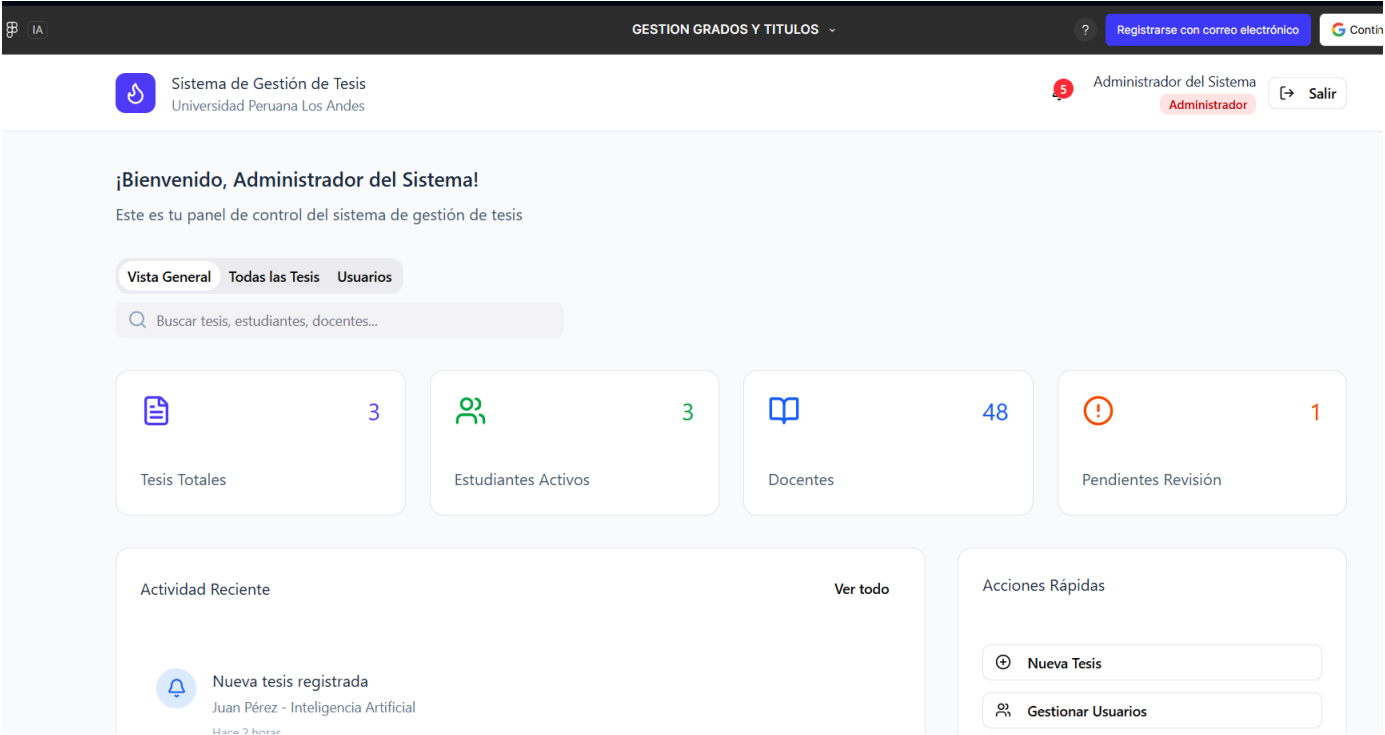 IA
GESTION GRADOS Y TITULOS
?
Registrarse con correo electrónico
Contin
Sistema de Gestión de Tesis
Universidad Peruana Los Andes
5
Administrador del Sistema
Administrador
Salir
¡Bienvenido, Administrador del Sistema!
Este es tu panel de control del sistema de gestión de tesis
Vista General Todas las Tesis Usuarios
Buscar tesis, estudiantes, docentes...
3 3 48 1
Tesis Totales Estudiantes Activos Docentes Pendientes Revisión
Actividad Reciente
Ver todo
Nueva tesis registrada
Juan Pérez - Inteligencia Artificial
Hace 2 horas
Acciones Rápidas
Nueva Tesis
Gestionar Usuarios